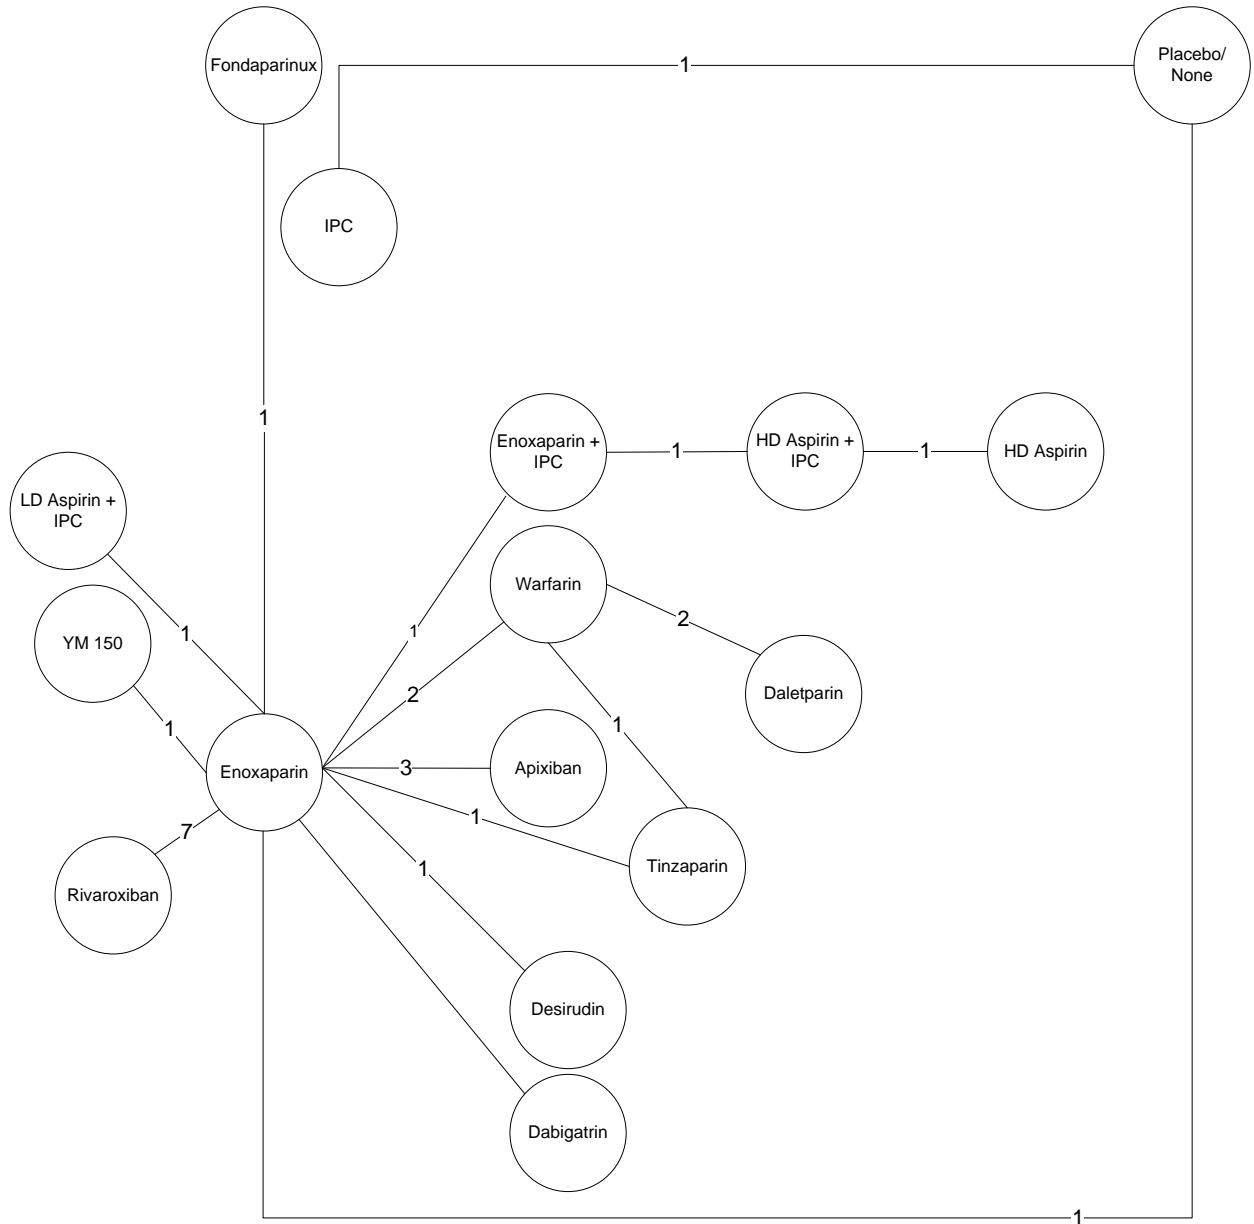 Fondaparinux
1
Placebo/
None
IPC
1
Enoxaparin +
IPC
1
HD Aspirin +
IPC
1
HD Aspirin
LD Aspirin +
IPC
1
1
Warfarin
YM 150
2
2
Daletparin
1
1
Enoxaparin
3
Apixiban
1
7
1
Tinzaparin
Rivaroxiban
Desirudin
Dabigatrin
1